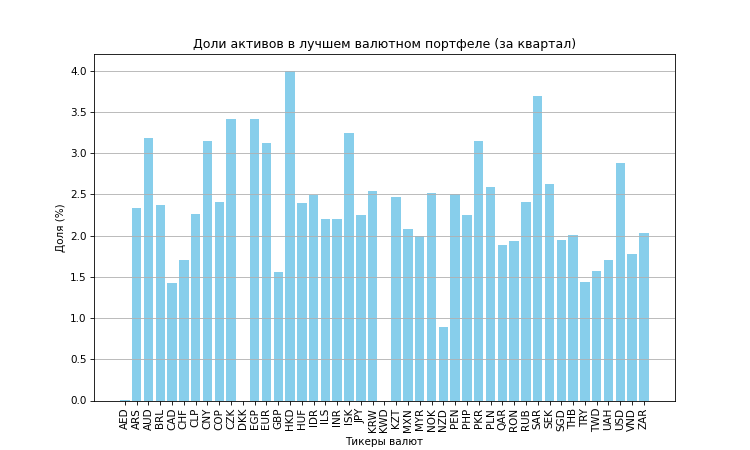 Доли активов в лучшем валютном портфеле (за квартал)
Доля (%)
4.0
3.5
3.0
2.5
2.0
1.5
1.0
0.5
0.0
AED
ARS
AUD
BRL
CAD
CHF
CLP
CNY
COP
CZK
DKK
EGP
EUR
GBP
HKD
HUF
IDR
ILS
INR
ISK
JPY
KRW
KWD
KZT
MXN
MYR
NOK
NZD
PEN
PHP
PKR
PLN
QAR
RON
RUB
SAR
SEK
SGD
THB
TRY
TWD
UAH
USD
VND
ZAR
Тикеры валют